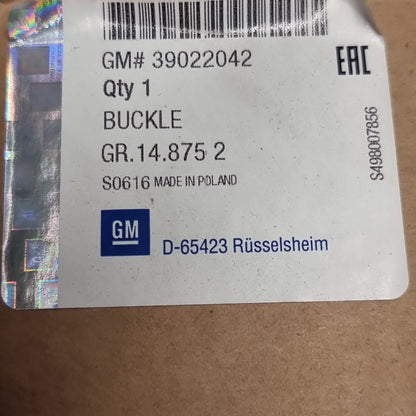 GM# 39022042
EAC
Qty 1
BUCKLE
GR.14.875 2
S0616 MADE IN POLAND
S498007856
GM
D-65423 Rüsselsheim